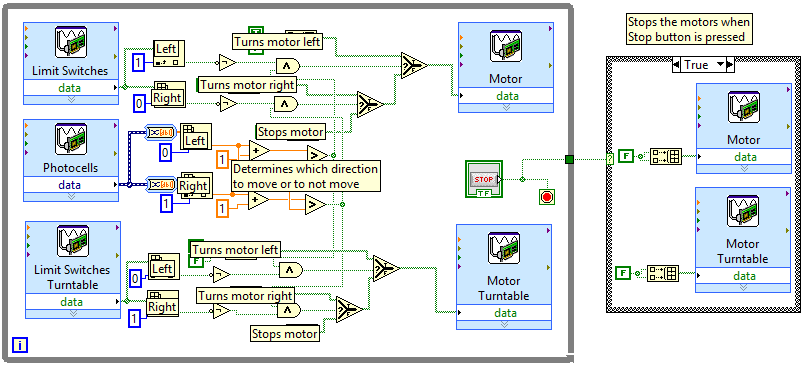 Limit Switches
data
Left
1
Right
0
Turns motor left
Turns motor right
Stops motor
T
F
?
T
F
?
Motor
data
Photocells
data
Left
0
Right
1
1
1
+
+
>
>
Determines which direction
to move or to not move
STOP
TF
Limit Switches
Turntable
data
Left
0
Right
1
Turns motor left
F
Turns motor right
Stops motor
T
F
?
T
F
?
Motor
Turntable
data
i
Stops the motors when
Stop button is pressed
True
?
F
Motor
data
F
Motor
Turntable
data